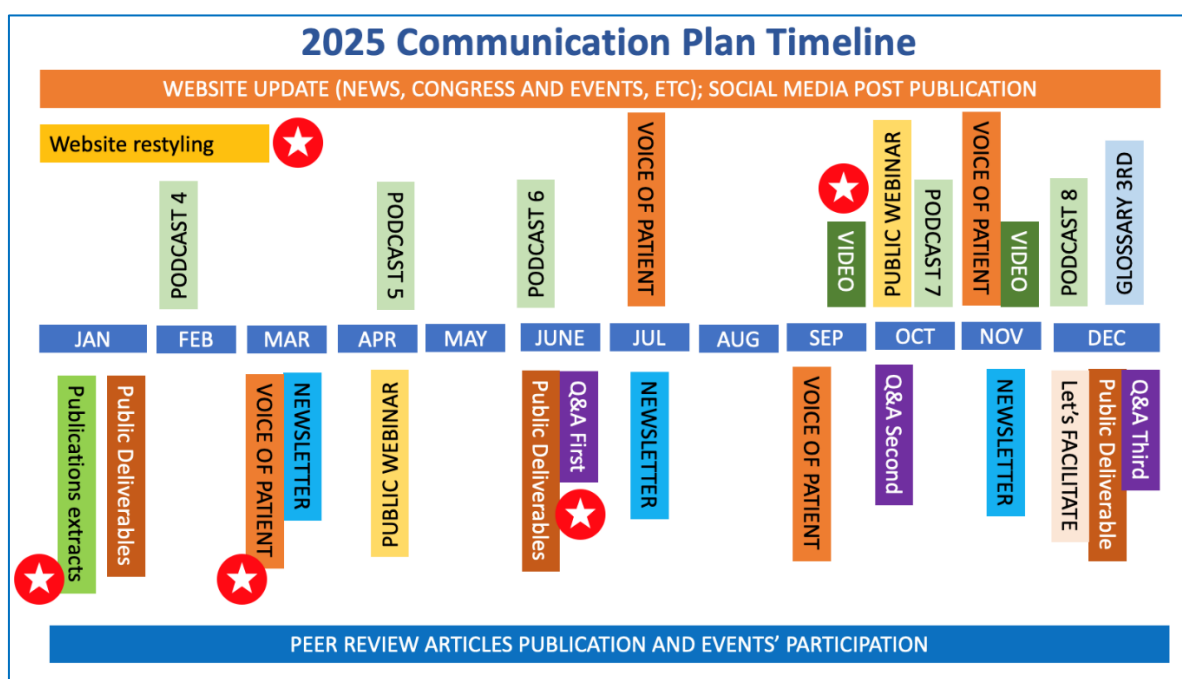 2025 Communication Plan Timeline
WEBSITE UPDATE (NEWS, CONGRESS AND EVENTS, ETC); SOCIAL MEDIA POST PUBLICATION
Website restyling
PODCAST 4
PODCAST 5
PODCAST 6
VOICE OF PATIENT
VIDEO
PUBLIC WEBINAR
PODCAST 7
VOICE OF PATIENT
VIDEO
PODCAST 8
GLOSSARY 3RD
JAN
FEB
MAR
APR
MAY
JUNE
JUL
AUG
SEP
OCT
NOV
DEC
Publications extracts
Public Deliverables
VOICE OF PATIENT
NEWSLETTER
PUBLIC WEBINAR
Public Deliverables
Q&A First
NEWSLETTER
VOICE OF PATIENT
Q&A Second
NEWSLETTER
Let's FACILITATE
Public Deliverable
Q&A Third
PEER REVIEW ARTICLES PUBLICATION AND EVENTS' PARTICIPATION